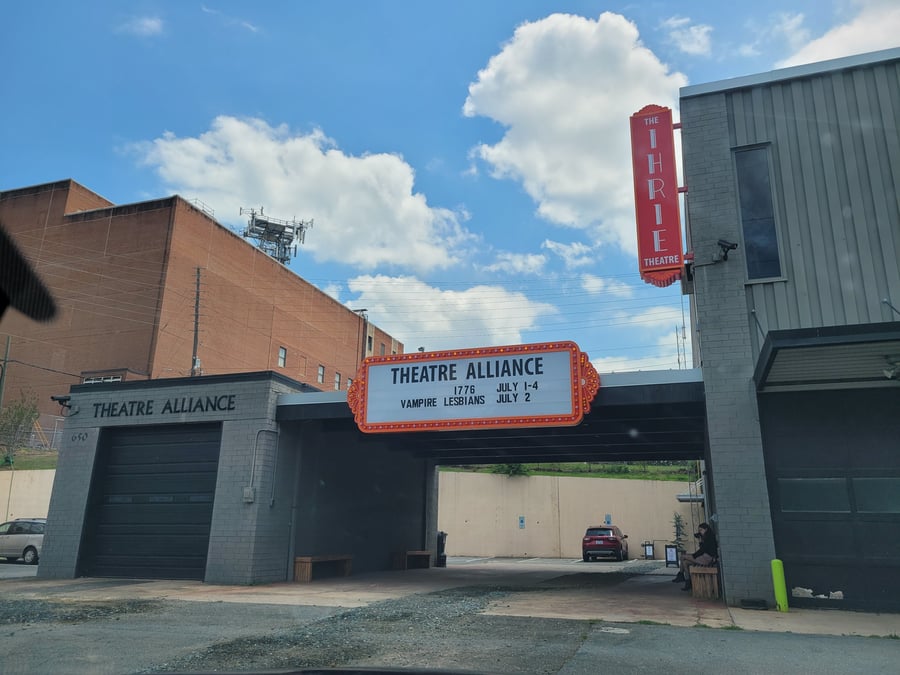 THE
IHRIE
THEATRE
THEATRE ALLIANCE
1776 JULY 1-4
VAMPIRE LESBIANS JULY 2
THEATRE ALLIANCE
650